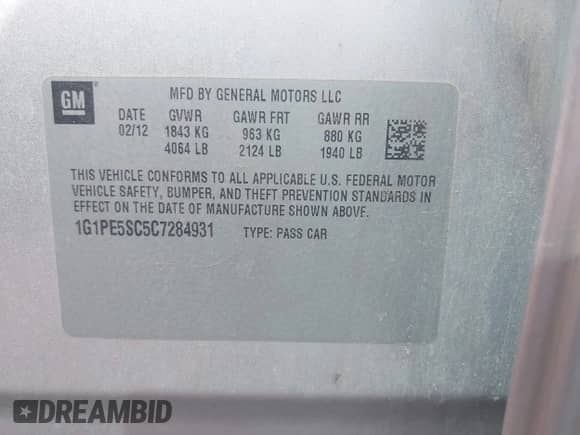 GM
MFD BY GENERAL MOTORS LLC
DATE GVWR GAWR FRT GAWR RR
02/12 1843 KG 963 KG 880 KG
4064 LB 2124 LB 1940 LB
THIS VEHICLE CONFORMS TO ALL APPLICABLE U.S. FEDERAL MOTOR
VEHICLE SAFETY, BUMPER, AND THEFT PREVENTION STANDARDS IN
EFFECT ON THE DATE OF MANUFACTURE SHOWN ABOVE.
1G1PE5SC5C7284931 TYPE: PASS CAR
DREAMBID